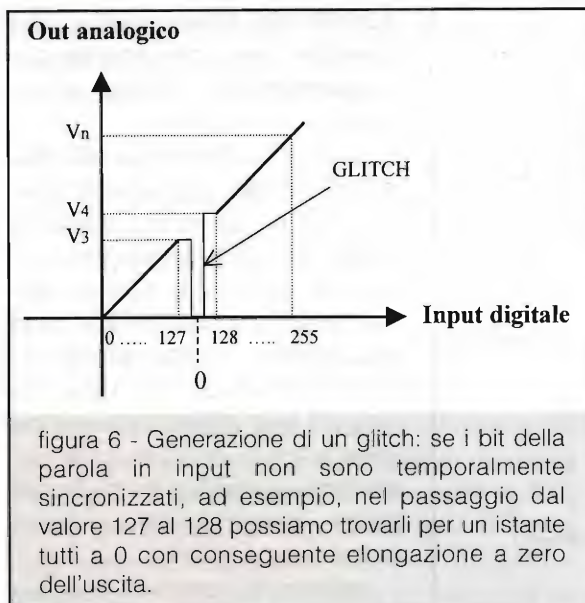 Out analogico
Vn
GLITCH
V4
V3
Input digitale
0 ..... 127 128 ..... 255
0
figura 6 - Generazione di un glitch: se i bit della
parola in input non sono temporalmente
sincronizzati, ad esempio, nel passaggio dal
valore 127 al 128 possiamo trovarli per un istante
tutti a 0 con conseguente elongazione a zero
dell'uscita.